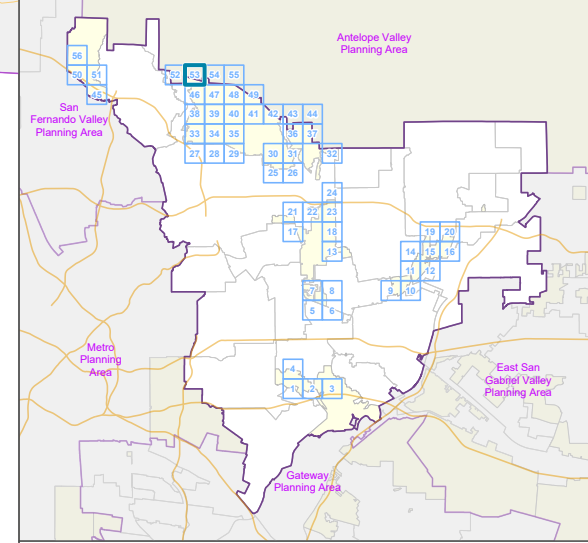 Antelope Valley
Planning Area
56
50 51
45
52 53 54 55
46 47 48 49
38 39 40 41 42 43 44
33 34 35 36 37
27 28 29 30 31 32
25 26
San
Fernando Valley
Planning Area
24
21 22 23
17 18
13
19 20
14 15 16
11 12
9 10
7 8
5 6
Metro
Planning
Area
4
1 2 3
East San
Gabriel Valley
Planning Area
Gateway
Planning Area